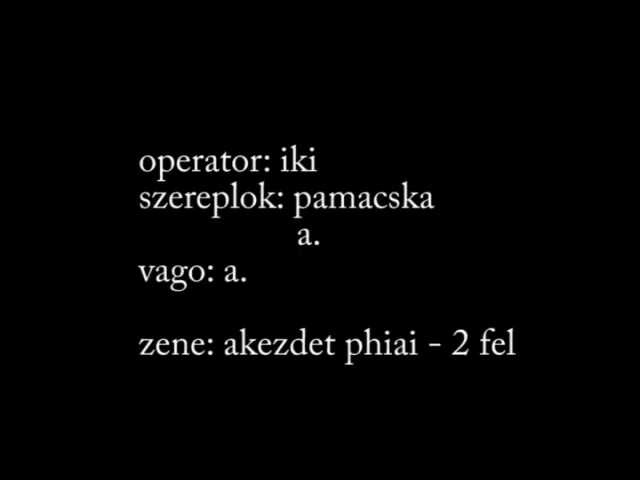 operator: iki
szereplok: pamacska
a.
vago: a.
zene: akezdet phiai - 2 fel